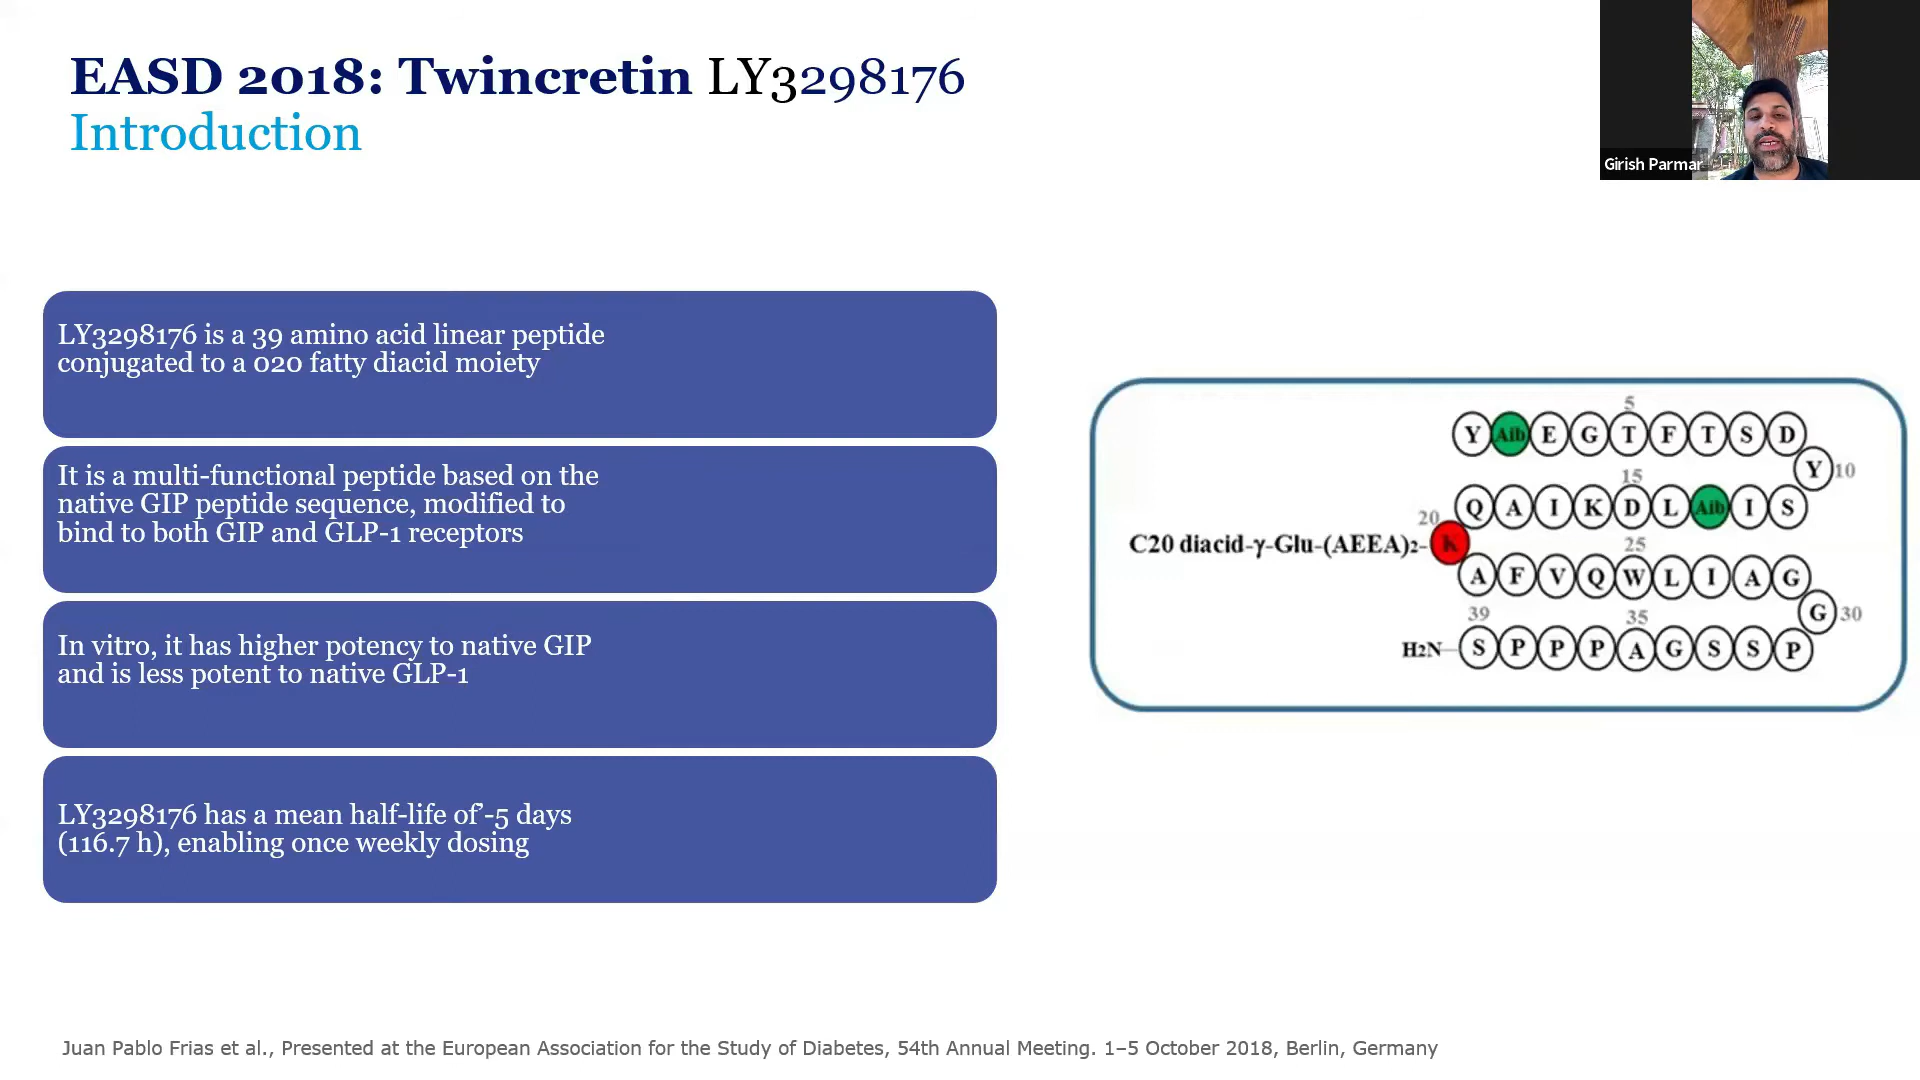 EASD 2018: Twincretin LY3298176
Introduction
Girish Parmar
LY3298176 is a 39 amino acid linear peptide
conjugated to a 020 fatty diacid moiety
It is a multi-functional peptide based on the
native GIP peptide sequence, modified to
bind to both GIP and GLP-1 receptors
In vitro, it has higher potency to native GIP
and is less potent to native GLP-1
LY3298176 has a mean half-life of’-5 days
(116.7 h), enabling once weekly dosing
5
Y Aib E G T F T S D
Y 10
15
Q A I K D L Aib I S
20
C20 diacid-γ-Glu-(AEEA)2- K
25
A F V Q W L I A G
G 30
39 35
H2N- S P P P A G S S P
Juan Pablo Frias et al., Presented at the European Association for the Study of Diabetes, 54th Annual Meeting. 1–5 October 2018, Berlin, Germany